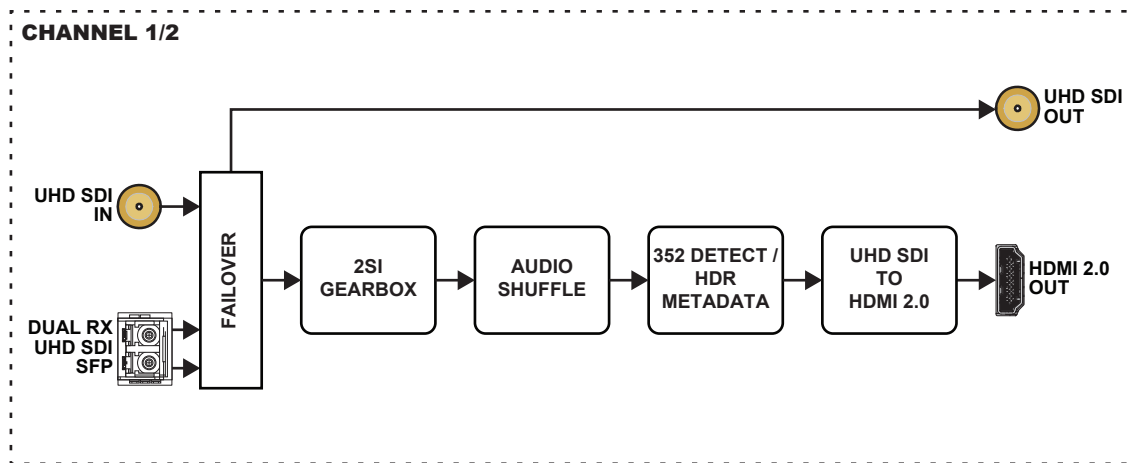 CHANNEL 1/2
UHD SDI
OUT
UHD SDI
IN
FAILOVER
2SI
GEARBOX
AUDIO
SHUFFLE
352 DETECT /
HDR
METADATA
UHD SDI
TO
HDMI 2.0
HDMI 2.0
OUT
DUAL RX
UHD SDI
SFP